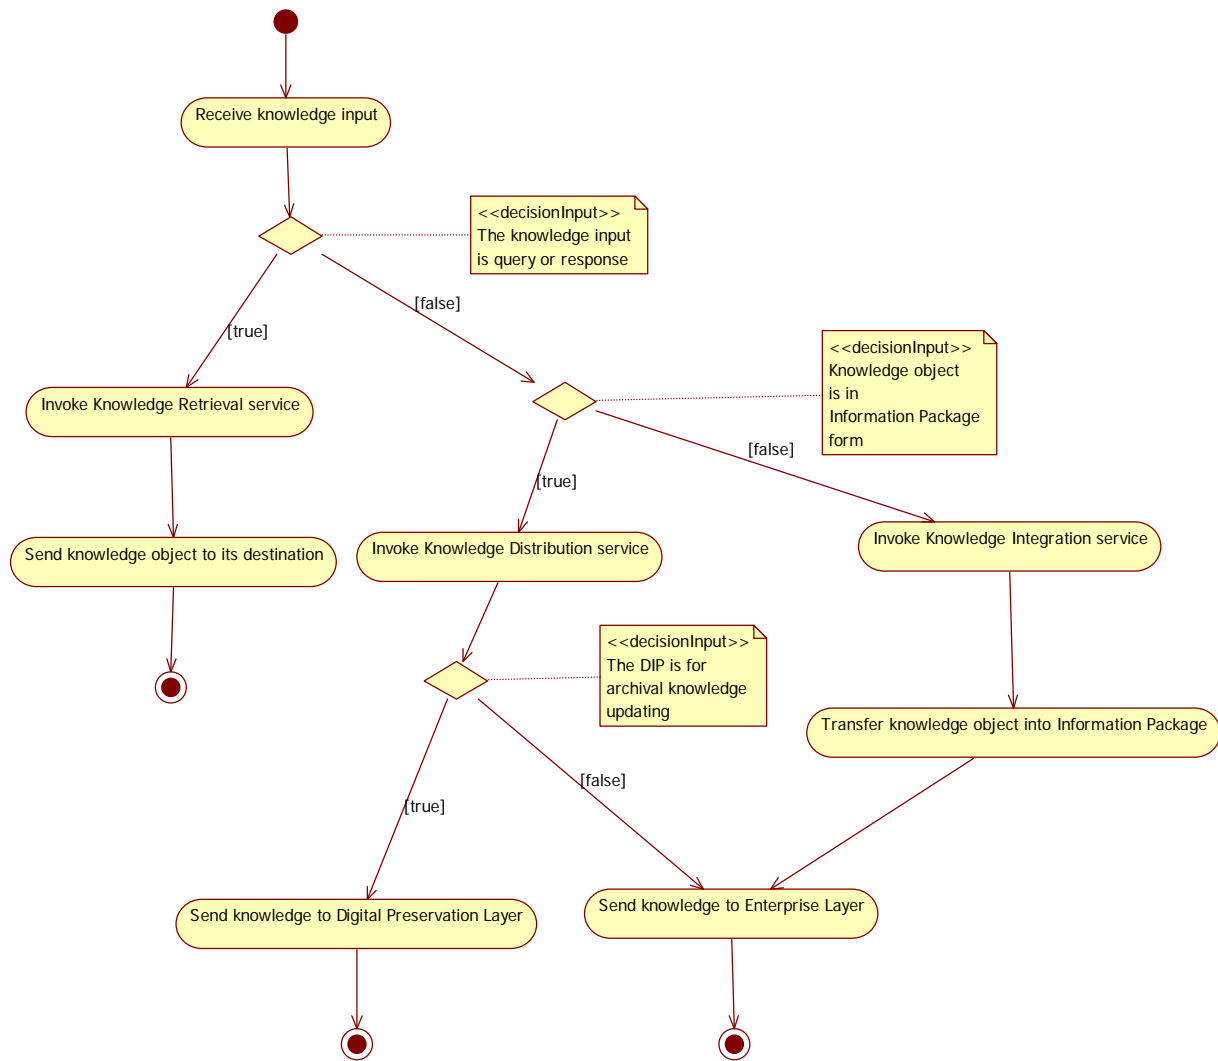 Receive knowledge input
<<decisionInput>>
The knowledge input
is query or response
[false]
[true]
<<decisionInput>>
Knowledge object
is in
Information Package
form
Invoke Knowledge Retrieval service
[false]
[true]
Invoke Knowledge Distribution service
Invoke Knowledge Integration service
Send knowledge object to its destination
<<decisionInput>>
The DIP is for
archival knowledge
updating
Transfer knowledge object into Information Package
[false]
[true]
Send knowledge to Digital Preservation Layer
Send knowledge to Enterprise Layer